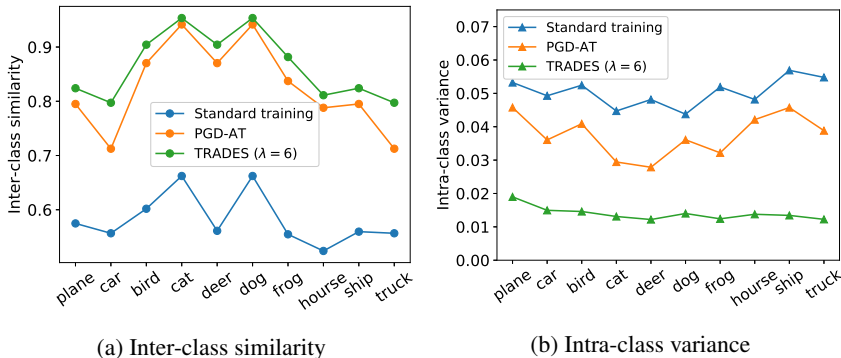 Inter-class similarity
0.9
0.8
0.7
0.6
Standard training
PGD-AT
TRADES (λ = 6)
plane car bird cat deer dog frog hourse ship truck
(a) Inter-class similarity
Intra-class variance
0.07
0.06
0.05
0.04
0.03
0.02
0.01
0.00
Standard training
PGD-AT
TRADES (λ = 6)
plane car bird cat deer dog frog hourse ship truck
(b) Intra-class variance